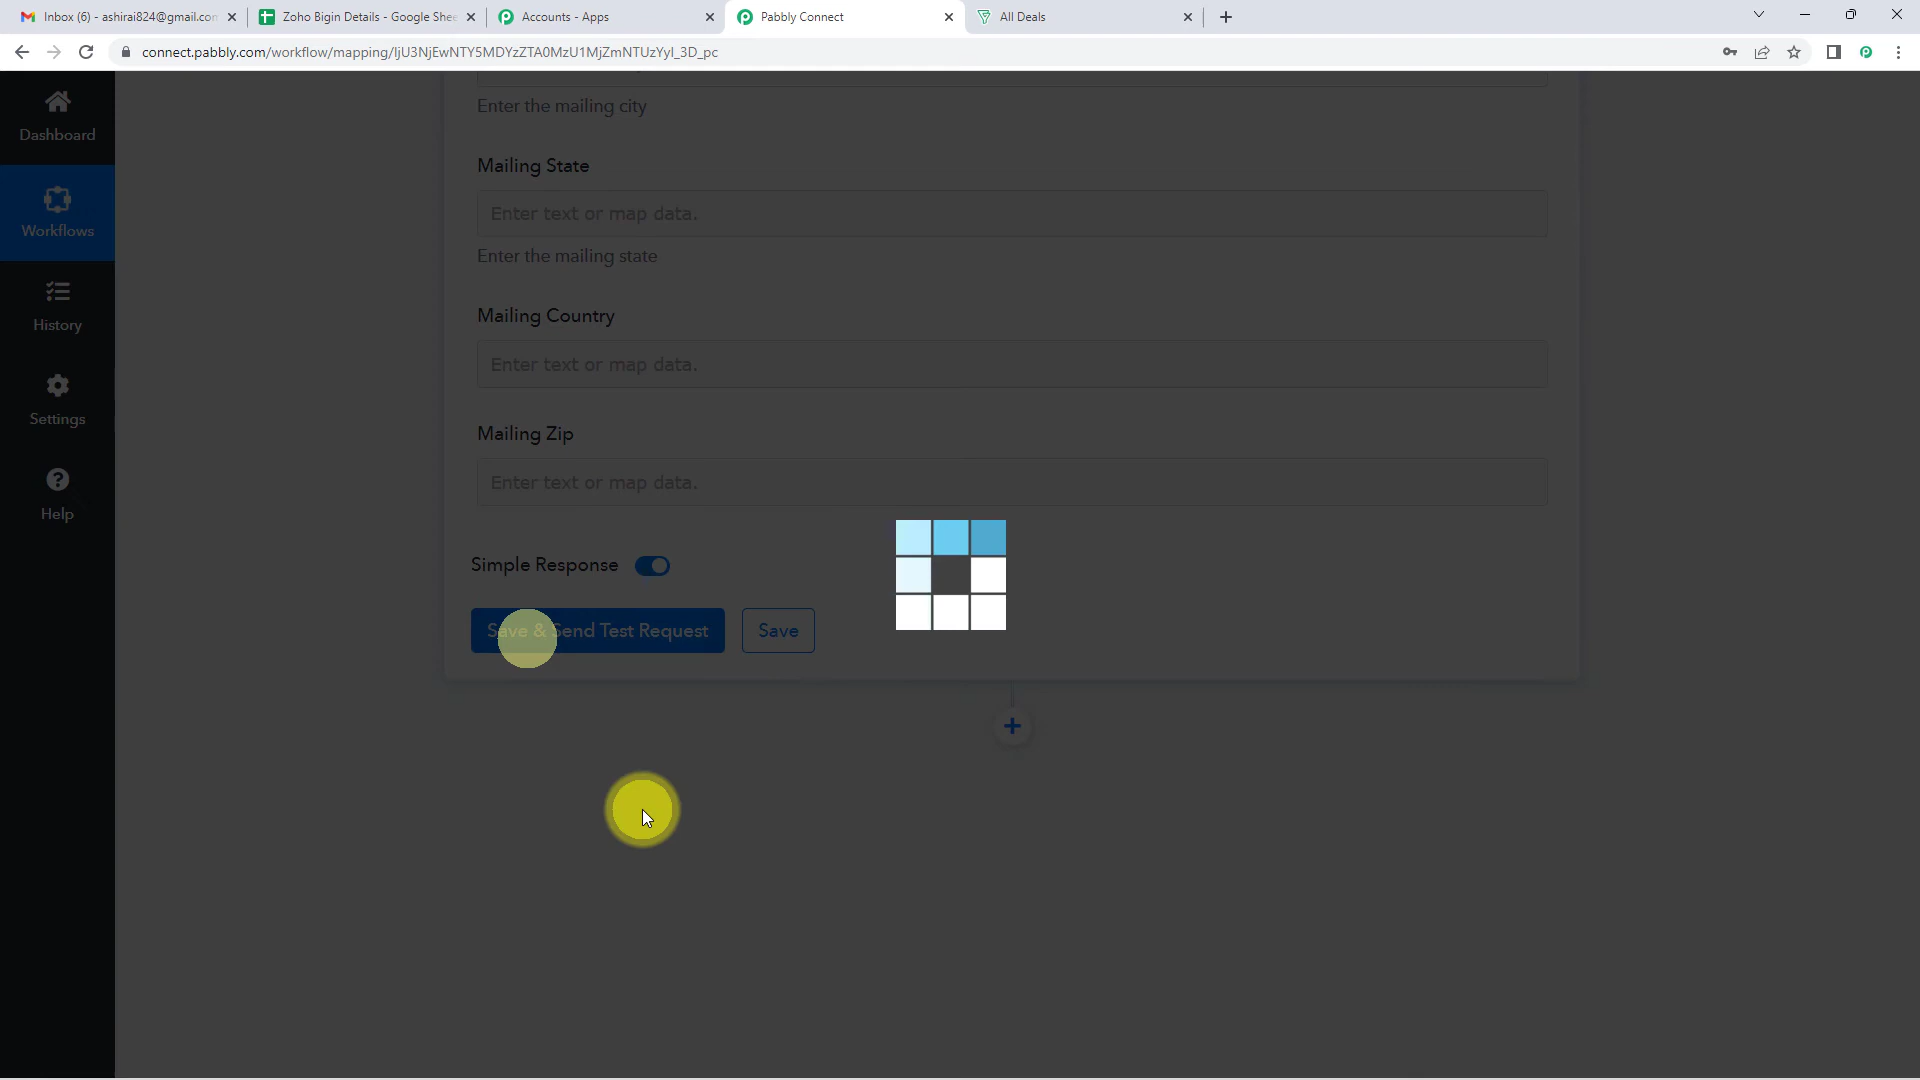 Inbox (6) - ashirai824@gmail.con
Zoho Bigin Details - Google Shee
Accounts - Apps
Pabbly Connect
All Deals
connect.pabbly.com/workflow/mapping/IjU3NjEwNTY5MDYzZTA0MzU1MjZmNTUzYyI_3D_pc
Dashboard
Workflows
History
Settings
Help
Enter the mailing city
Mailing State
Enter text or map data.
Enter the mailing state
Mailing Country
Enter text or map data.
Mailing Zip
Enter text or map data.
Simple Response
Save & Send Test Request
Save